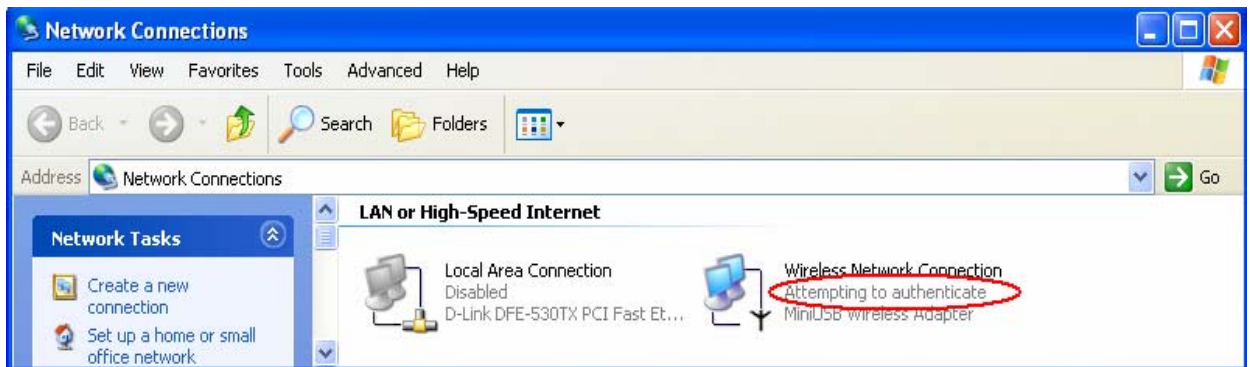 Network Connections
File Edit View Favorites Tools Advanced Help
Back Search Folders
Address Network Connections Go
Network Tasks
Create a new
connection
Set up a home or small
office network
LAN or High-Speed Internet
Local Area Connection
Disabled
D-Link DFE-530TX PCI Fast Et...
Wireless Network Connection
Attempting to authenticate
MiniUSB Wireless Adapter